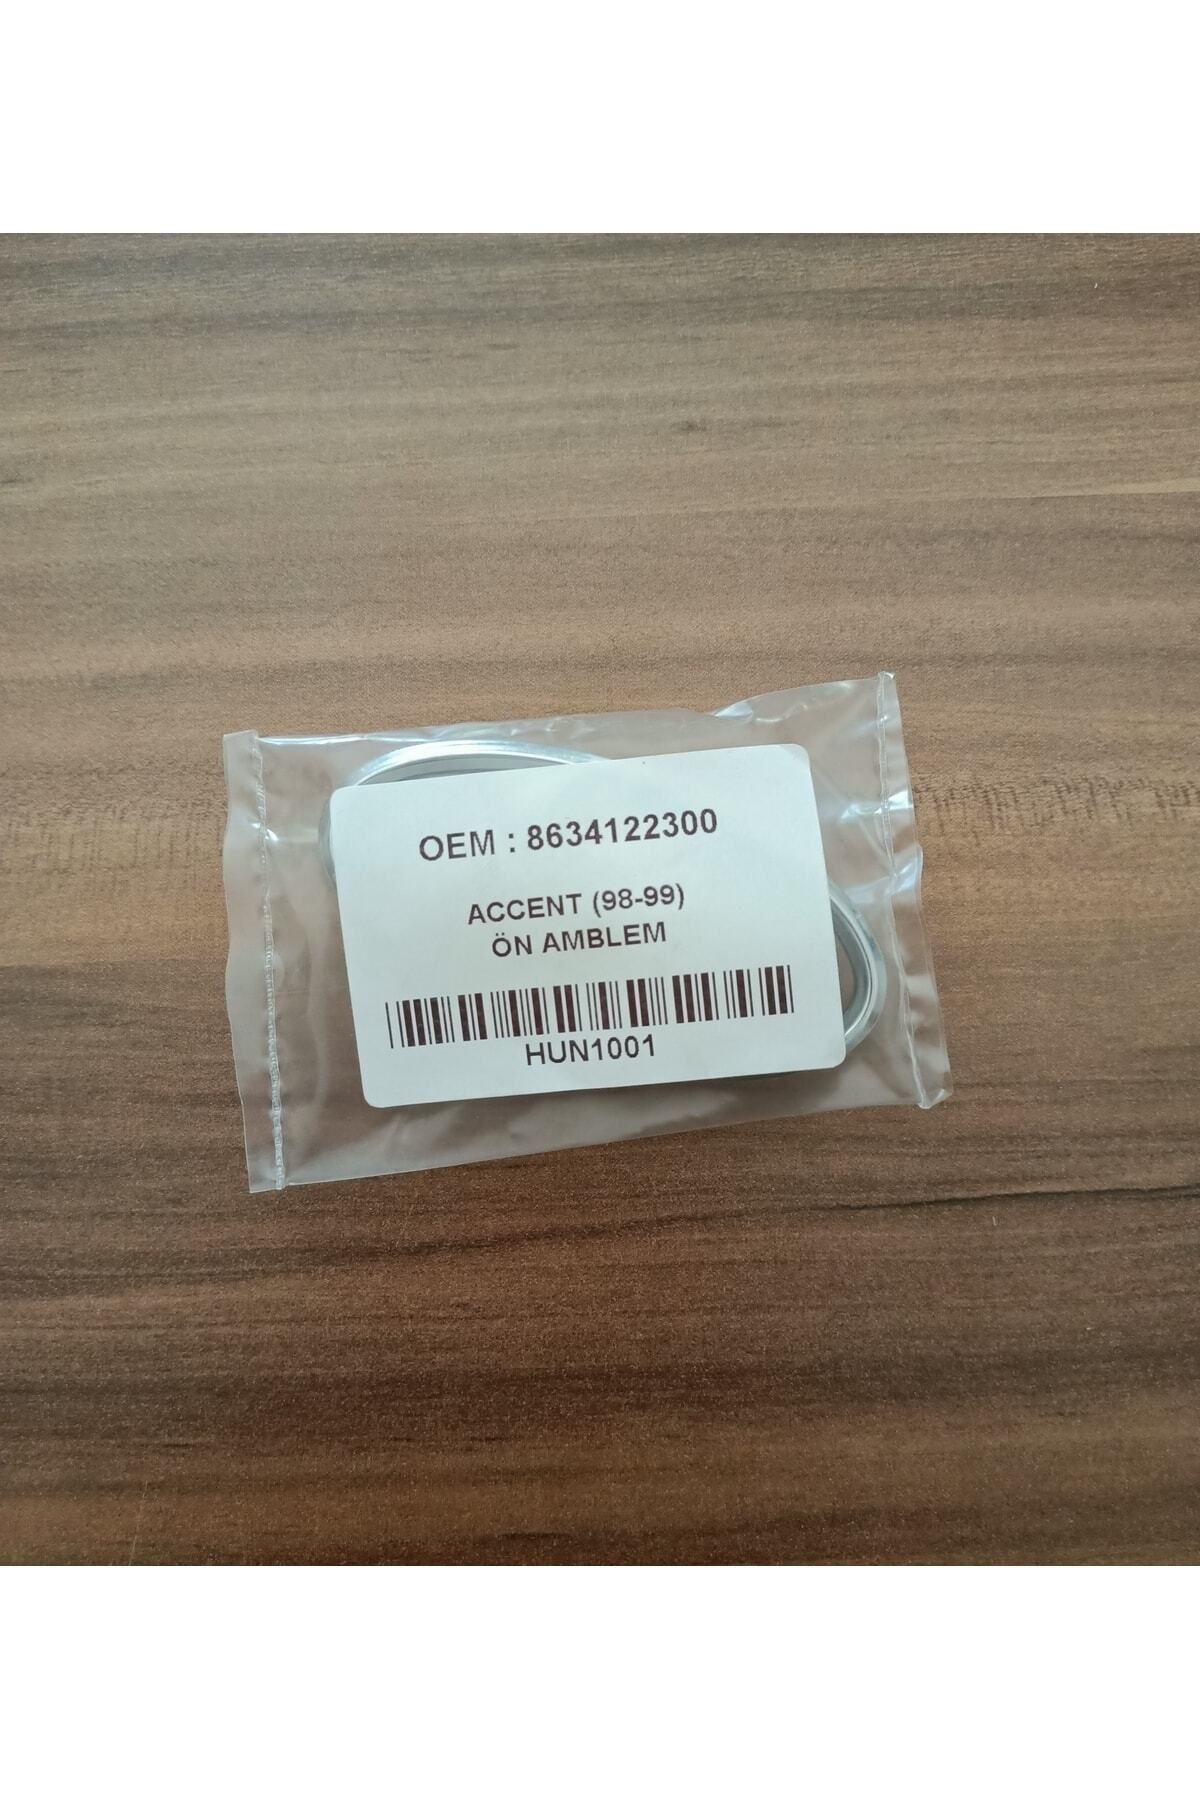 OEM : 8634122300
ACCENT (98-99)
ÖN AMBLEM
HUN1001